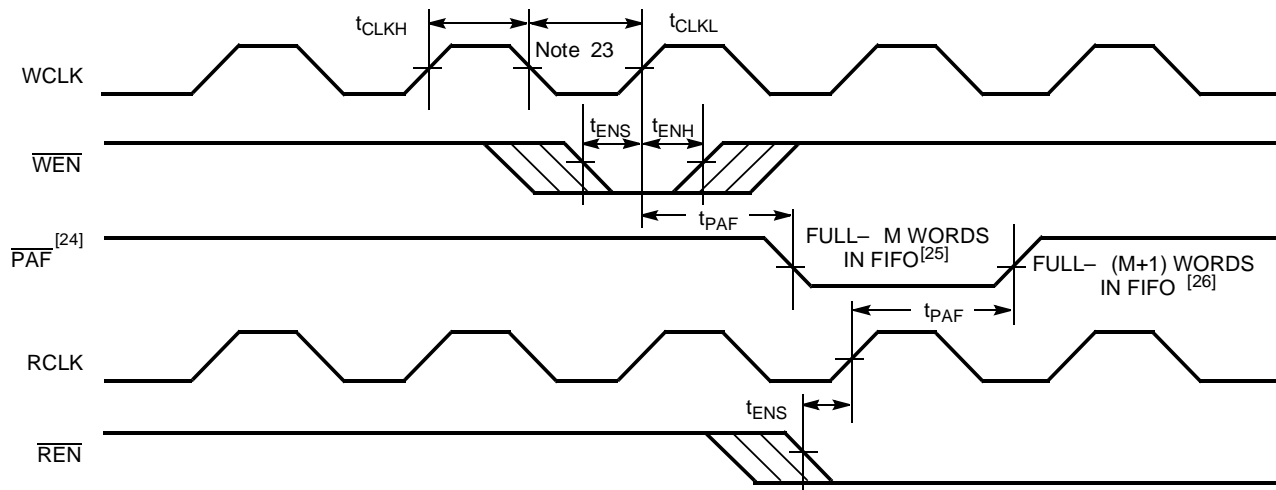 tCLKH
tCLKL
Note 23
WCLK
tENS
tENH
WEN
tPAF
PAF[24]
FULL– M WORDS
IN FIFO[25]
FULL– (M+1) WORDS
IN FIFO [26]
tPAF
RCLK
tENS
REN